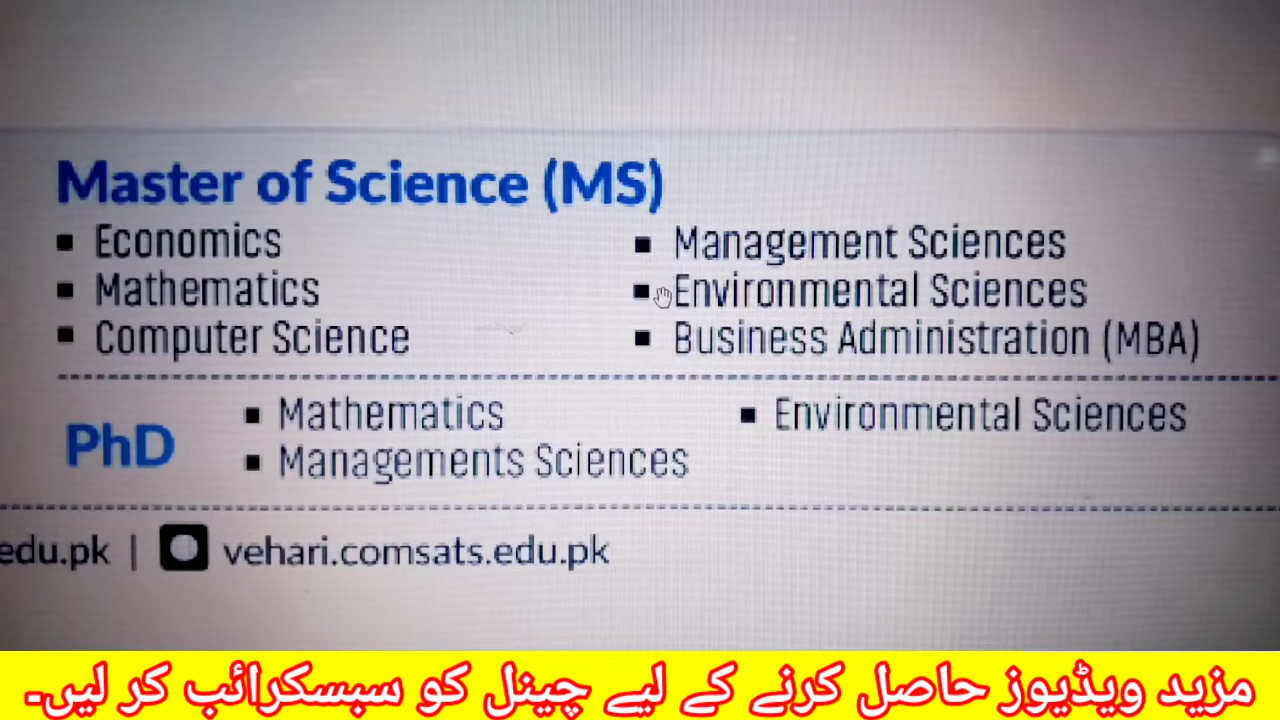 Master of Science (MS)
Economics
Mathematics
Computer Science
Management Sciences
Environmental Sciences
Business Administration (MBA)
PhD
Mathematics
Managements Sciences
Environmental Sciences
edu.pk | vehari.comsats.edu.pk
مزید ویڈیوز حاصل کرنے کے لیے چینل کو سبسکرائب کر لیں۔